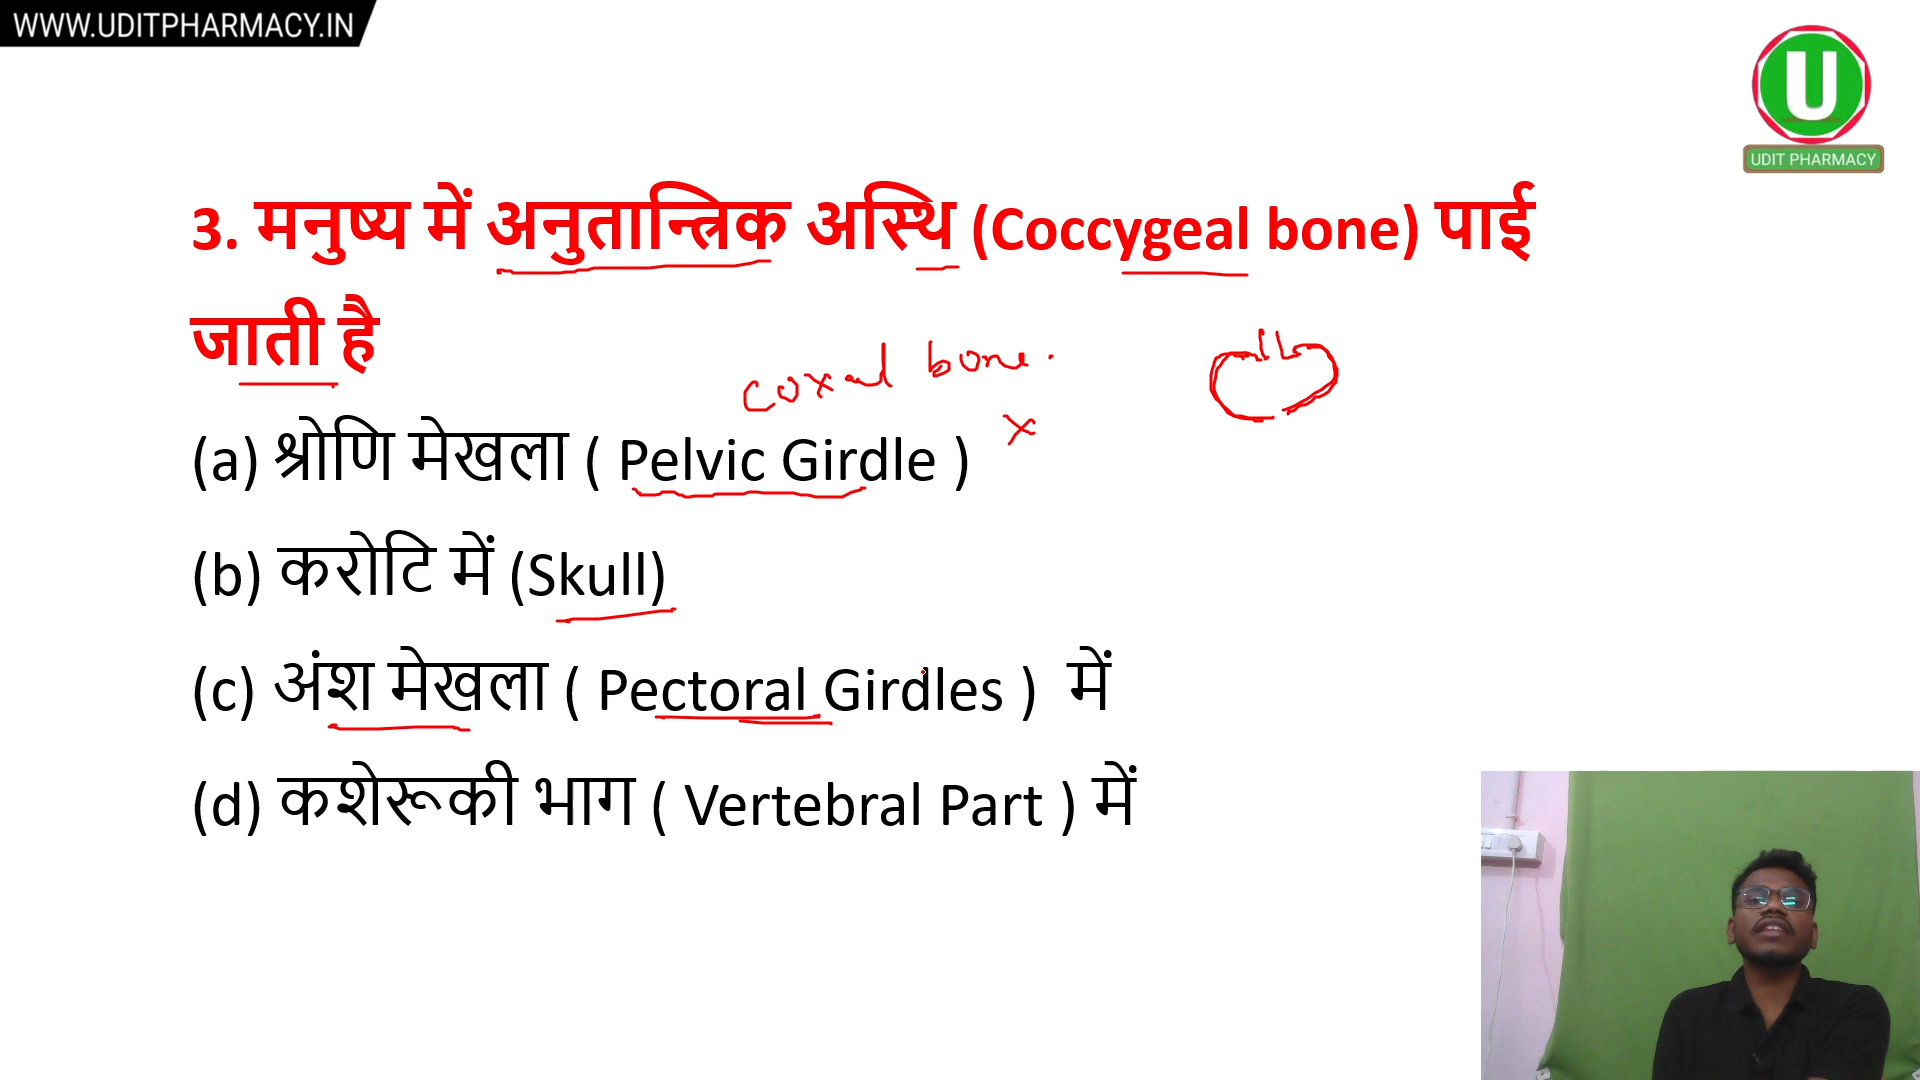 WWW.UDITPHARMACY.IN
U
UDIT PHARMACY
3. मनुष्य में अनुतान्त्रिक अस्थि (Coccygeal bone) पाई
जाती है
coxal bone.
x
(a) श्रोणि मेखला ( Pelvic Girdle )
(b) करोटि में (Skull)
(c) अंश मेखला ( Pectoral Girdles ) में
(d) कशेरूकी भाग ( Vertebral Part ) में